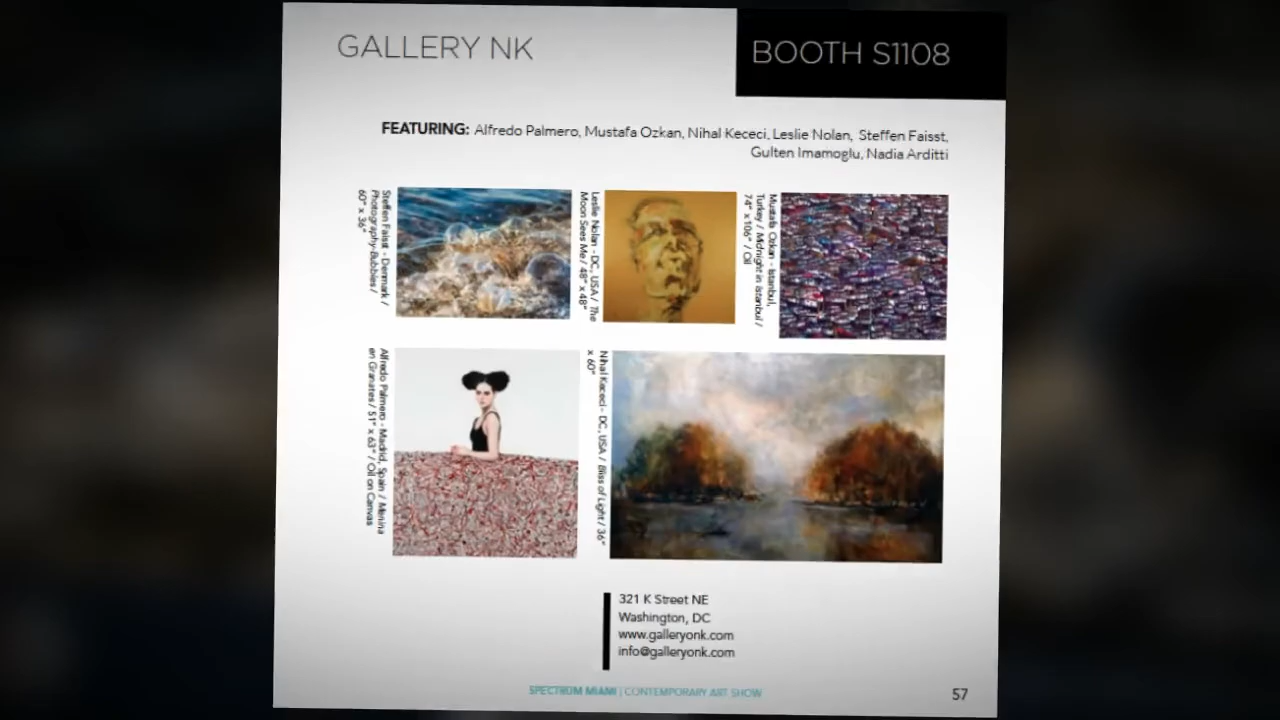 GALLERY NK
BOOTH S1108
FEATURING: Alfredo Palmero, Mustafa Ozkan, Nihal Kececi, Leslie Nolan, Steffen Faisst,
Gulten Imamoglu, Nadia Arditti
Steffen Faisst - Denmark /
Photography-Bubbles /
60" x 36"
Leslie Nolan - DC, USA / The
Moon Sees Me / 48" x 48"
Mustafa Ozkan - Istanbul,
Turkey / Midnight in Istanbul /
74" x 106" / Oil
Alfredo Palmero - Madrid, Spain / Menina
en Granates / 51" x 63" / Oil on Canvas
Nihal Kececi - DC, USA / Bliss of Light / 36"
x 60"
321 K Street NE
Washington, DC
www.galleryonk.com
info@galleryonk.com
SPECTRUM MIAMI | CONTEMPORARY ART SHOW
57